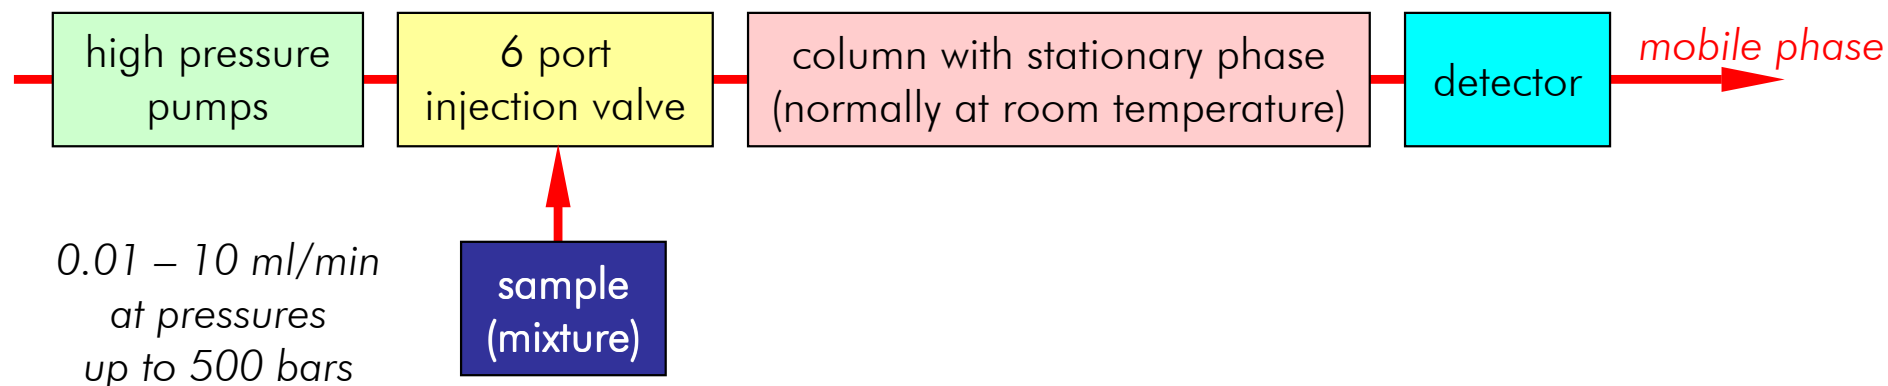 high pressure
pumps
6 port
injection valve
column with stationary phase
(normally at room temperature)
detector
mobile phase
0.01 – 10 ml/min
at pressures
up to 500 bars
sample
(mixture)